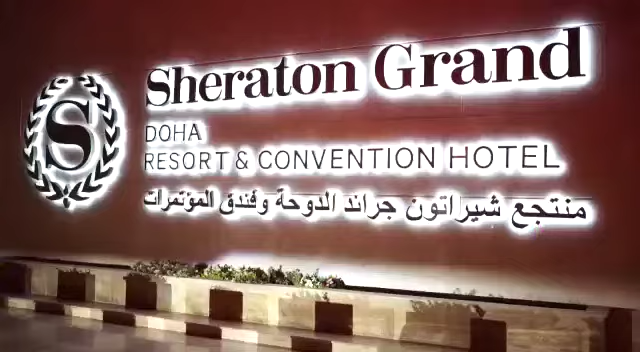 S
Sheraton Grand
DOHA
RESORT & CONVENTION HOTEL
منتجع شيراتون جراند الدوحة وفندق المؤتمرات